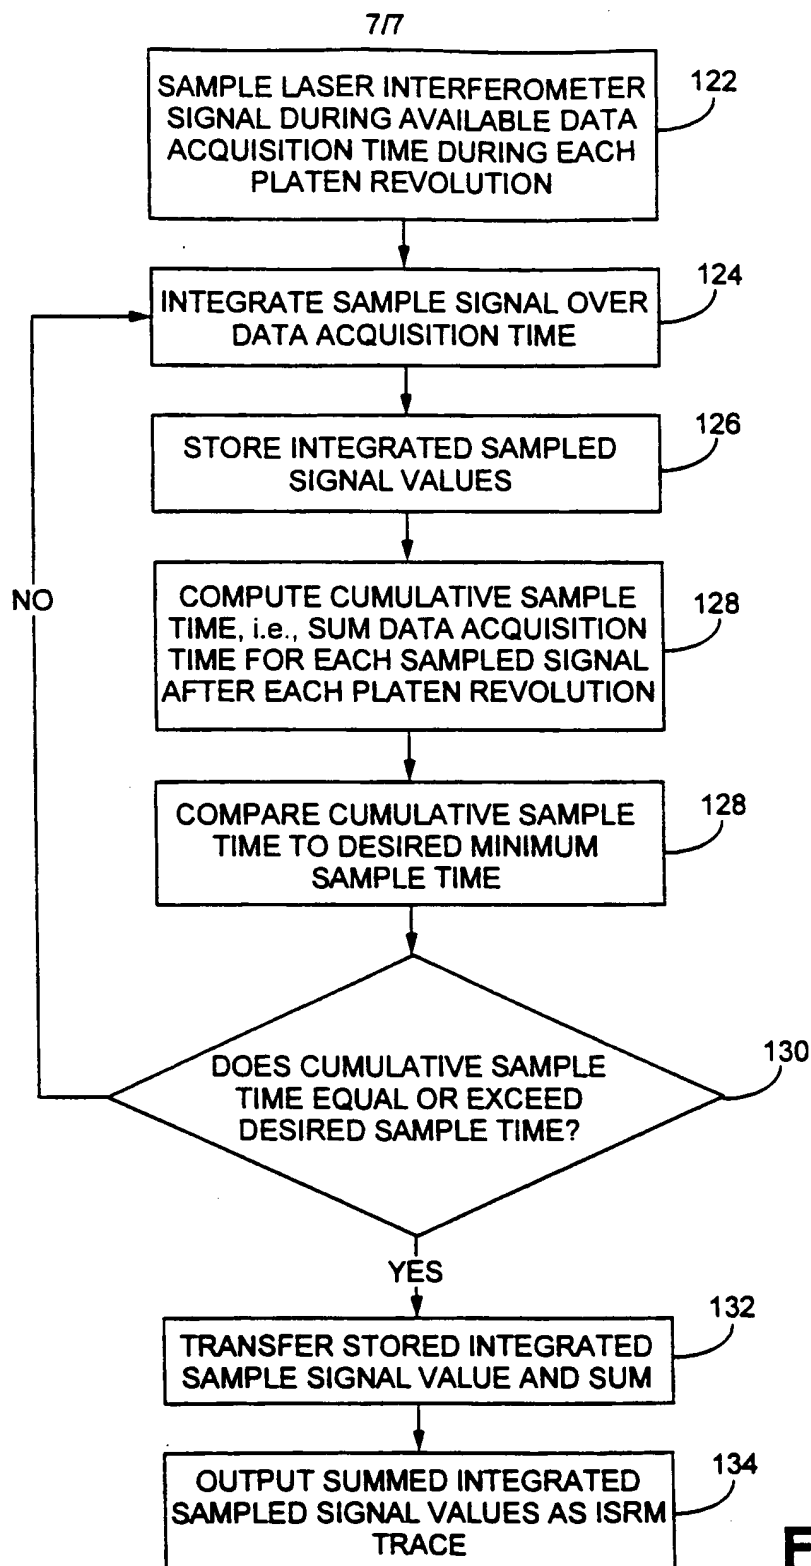 7/7
SAMPLE LASER INTERFEROMETER
SIGNAL DURING AVAILABLE DATA
ACQUISITION TIME DURING EACH
PLATEN REVOLUTION
122
INTEGRATE SAMPLE SIGNAL OVER
DATA ACQUISITION TIME
124
STORE INTEGRATED SAMPLED
SIGNAL VALUES
126
NO
COMPUTE CUMULATIVE SAMPLE
TIME, i.e., SUM DATA ACQUISITION
TIME FOR EACH SAMPLED SIGNAL
AFTER EACH PLATEN REVOLUTION
128
COMPARE CUMULATIVE SAMPLE
TIME TO DESIRED MINIMUM
SAMPLE TIME
128
DOES CUMULATIVE SAMPLE
TIME EQUAL OR EXCEED
DESIRED SAMPLE TIME?
130
YES
TRANSFER STORED INTEGRATED
SAMPLE SIGNAL VALUE AND SUM
132
OUTPUT SUMMED INTEGRATED
SAMPLED SIGNAL VALUES AS ISRM
TRACE
134